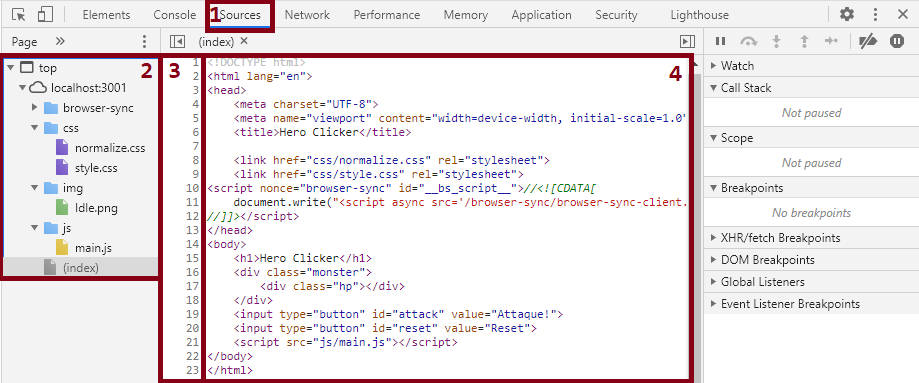 Elements Console Sources Network Performance Memory Application Security Lighthouse
1
Page » (index) ×
2
3
4
top
localhost:3001
browser-sync
css
normalize.css
style.css
img
Idle.png
js
main.js
(index)
1 <!DOCTYPE html>
2 <html lang="en">
3 <head>
4 <meta charset="UTF-8">
5 <meta name="viewport" content="width=device-width, initial-scale=1.0"
6 <title>Hero Clicker</title>
7
8 <link href="css/normalize.css" rel="stylesheet">
9 <link href="css/style.css" rel="stylesheet">
10 <script nonce="browser-sync" id="__bs_script__">//<![CDATA[
11 document.write("<script async src='/browser-sync/browser-sync-client.
12 //]]></script>
13 </head>
14 <body>
15 <h1>Hero Clicker</h1>
16 <div class="monster">
17 <div class="hp"></div>
18 </div>
19 <input type="button" id="attack" value="Attaque!">
20 <input type="button" id="reset" value="Reset">
21 <script src="js/main.js"></script>
22 </body>
23 </html>
Watch
Call Stack
Not paused
Scope
Not paused
Breakpoints
No breakpoints
XHR/fetch Breakpoints
DOM Breakpoints
Global Listeners
Event Listener Breakpoints